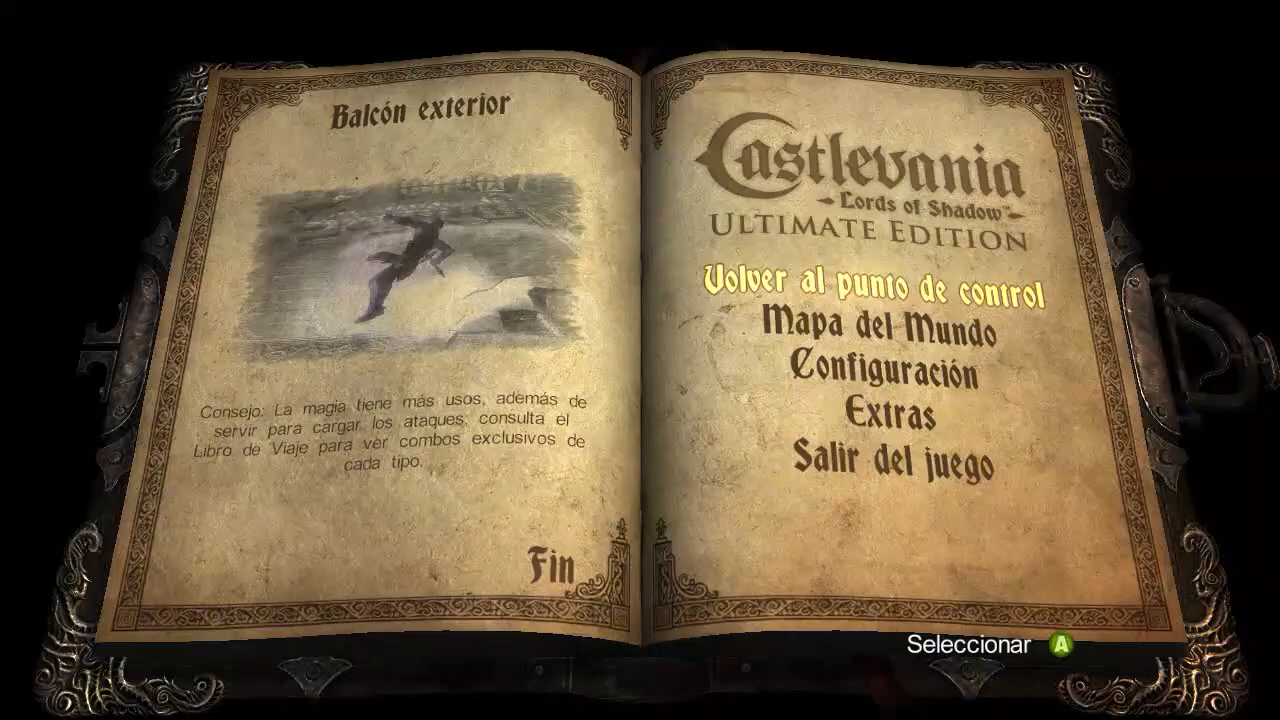 Balcón exterior
Consejo: La magia tiene más usos, además de
servir para cargar los ataques: consulta el
Libro de Viaje para ver combos exclusivos de
cada tipo.
Fin
Castlevania
Lords of Shadow™
ULTIMATE EDITION
Volver al punto de control
Mapa del Mundo
Configuración
Extras
Salir del juego
Seleccionar A